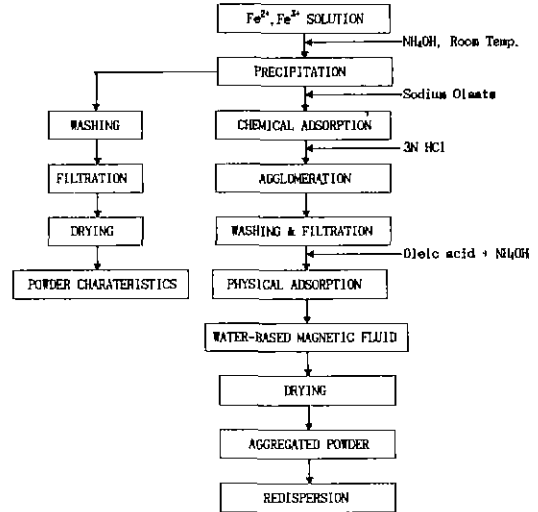 Fe²⁺, Fe³⁺ SOLUTION
NH₄OH, Room Temp.
PRECIPITATION
Sodium Oleate
WASHING
CHEMICAL ADSORPTION
3N HCl
FILTRATION
AGGLOMERATION
DRYING
WASHING & FILTRATION
Oleic acid + NH₄OH
POWDER CHARATERISTICS
PHYSICAL ADSORPTION
WATER-BASED MAGNETIC FLUID
DRYING
AGGREGATED POWDER
REDISPERSION